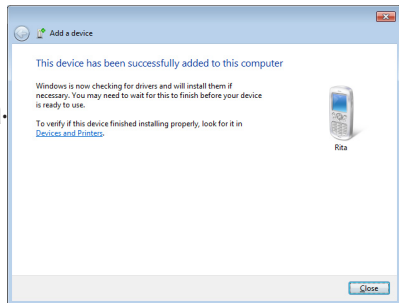 Add a device
This device has been successfully added to this computer
Windows is now checking for drivers and will install them if
necessary. You may need to wait for this to finish before your device
is ready to use.
To verify if this device finished installing properly, look for it in
Devices and Printers.
Rita
Close